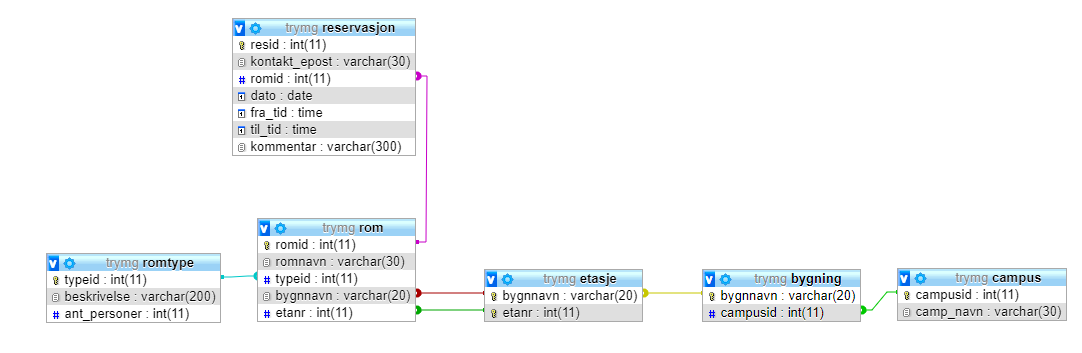 trymg reservasjon
resid : int(11)
kontakt_epost : varchar(30)
romid : int(11)
dato : date
fra_tid : time
til_tid : time
kommentar : varchar(300)
trymg rom
romid : int(11)
romnavn : varchar(30)
typeid : int(11)
bygnnavn : varchar(20)
etanr : int(11)
trymg romtype
typeid : int(11)
beskrivelse : varchar(200)
ant_personer : int(11)
trymg etasje
bygnnavn : varchar(20)
etanr : int(11)
trymg bygning
bygnnavn : varchar(20)
campusid : int(11)
trymg campus
campusid : int(11)
camp_navn : varchar(30)